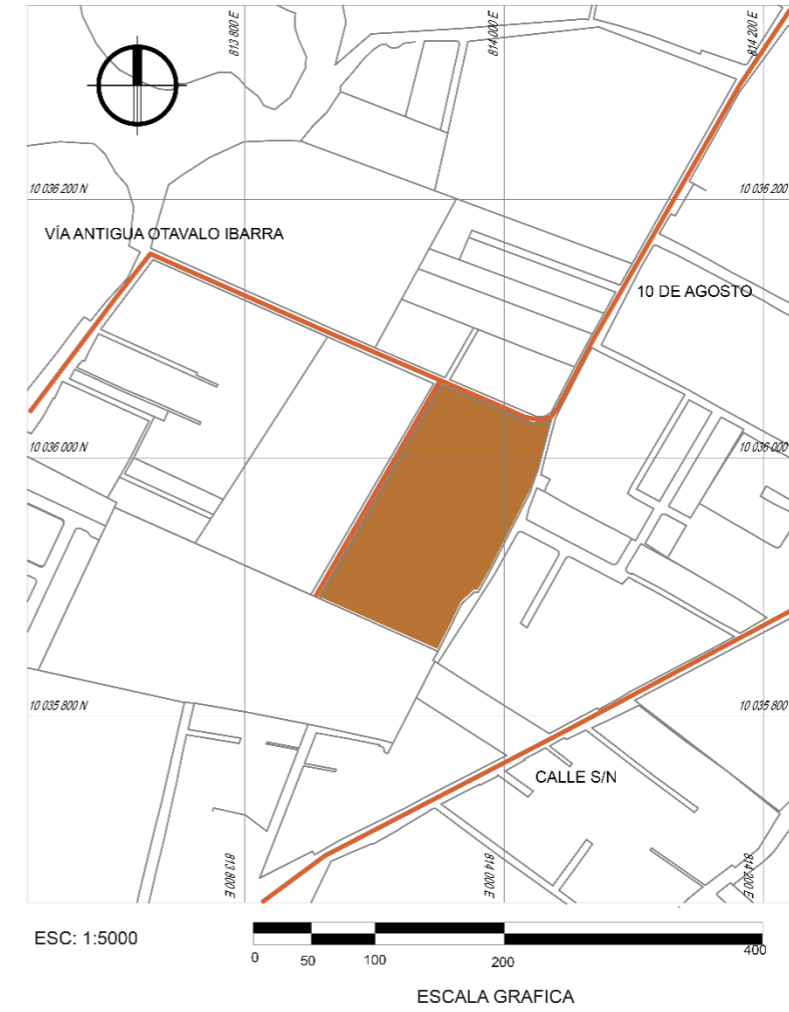 813 800 E
814 000 E
814 200 E
10 036 200 N
10 036 200
VÍA ANTIGUA OTAVALO IBARRA
10 DE AGOSTO
10 036 000 N
10 036 000
10 035 800 N
10 035 800
CALLE S/N
813 800 E
814 000 E
814 200 E
ESC: 1:5000
0 50 100 200 400
ESCALA GRAFICA